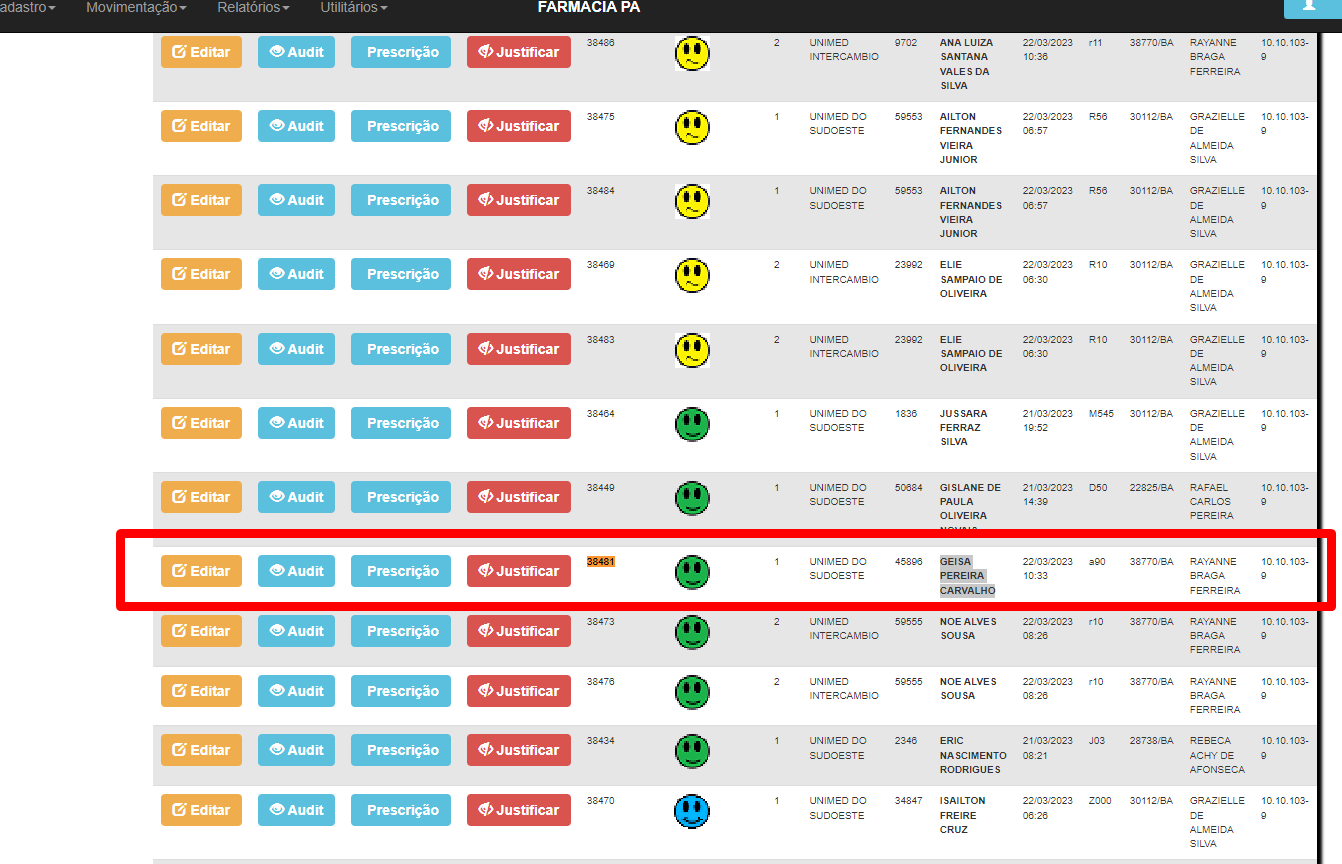 adastro Movimentação Relatórios Utilitários FARMACIA PA
Editar Audit Prescrição Justificar 38486 2 UNIMED 9702 ANA LUIZA 22/03/2023 r11 38770/BA RAYANNE 10.10.103-
INTERCAMBIO SANTANA 10:36 BRAGA 9
VALES DA FERREIRA
SILVA
Editar Audit Prescrição Justificar 38475 1 UNIMED DO 59553 AILTON 22/03/2023 R56 30112/BA GRAZIELLE 10.10.103-
SUDOESTE FERNANDES 06:57 DE 9
VIEIRA ALMEIDA
JUNIOR SILVA
Editar Audit Prescrição Justificar 38484 1 UNIMED DO 59553 AILTON 22/03/2023 R56 30112/BA GRAZIELLE 10.10.103-
SUDOESTE FERNANDES 06:57 DE 9
VIEIRA ALMEIDA
JUNIOR SILVA
Editar Audit Prescrição Justificar 38469 2 UNIMED 23992 ELIE 22/03/2023 R10 30112/BA GRAZIELLE 10.10.103-
INTERCAMBIO SAMPAIO DE 06:30 DE 9
OLIVEIRA ALMEIDA
SILVA
Editar Audit Prescrição Justificar 38483 2 UNIMED 23992 ELIE 22/03/2023 R10 30112/BA GRAZIELLE 10.10.103-
INTERCAMBIO SAMPAIO DE 06:30 DE 9
OLIVEIRA ALMEIDA
SILVA
Editar Audit Prescrição Justificar 38464 1 UNIMED DO 1836 JUSSARA 21/03/2023 M545 30112/BA GRAZIELLE 10.10.103-
SUDOESTE FERRAZ 19:52 DE 9
SILVA ALMEIDA
SILVA
Editar Audit Prescrição Justificar 38449 1 UNIMED DO 50684 GISLANE DE 21/03/2023 D50 22825/BA RAFAEL 10.10.103-
SUDOESTE PAULA 14:39 CARLOS 9
OLIVEIRA PEREIRA
Editar Audit Prescrição Justificar 38481 1 UNIMED DO 45896 GEISA 22/03/2023 a90 38770/BA RAYANNE 10.10.103-
SUDOESTE PEREIRA 10:33 BRAGA 9
CARVALHO FERREIRA
Editar Audit Prescrição Justificar 38473 2 UNIMED 59555 NOE ALVES 22/03/2023 r10 38770/BA RAYANNE 10.10.103-
INTERCAMBIO SOUSA 08:26 BRAGA 9
FERREIRA
Editar Audit Prescrição Justificar 38476 2 UNIMED 59555 NOE ALVES 22/03/2023 r10 38770/BA RAYANNE 10.10.103-
INTERCAMBIO SOUSA 08:26 BRAGA 9
FERREIRA
Editar Audit Prescrição Justificar 38434 1 UNIMED DO 2346 ERIC 21/03/2023 J03 28738/BA REBECA 10.10.103-
SUDOESTE NASCIMENTO 08:21 ACHY DE 9
RODRIGUES AFONSECA
Editar Audit Prescrição Justificar 38470 1 UNIMED DO 34847 ISAILTON 22/03/2023 Z000 30112/BA GRAZIELLE 10.10.103-
SUDOESTE FREIRE 06:26 DE 9
CRUZ ALMEIDA
SILVA